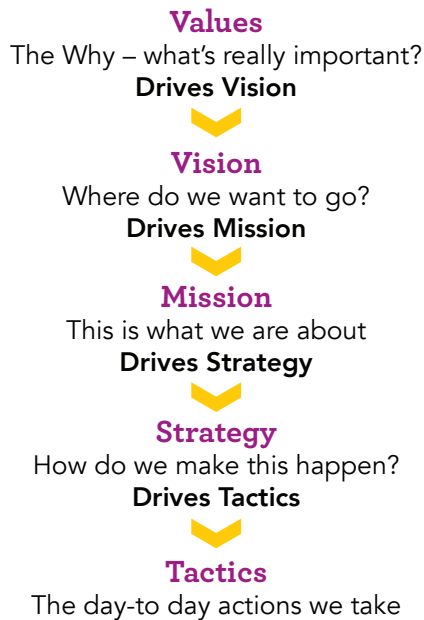 Values
The Why – what's really important?
Drives Vision
Vision
Where do we want to go?
Drives Mission
Mission
This is what we are about
Drives Strategy
Strategy
How do we make this happen?
Drives Tactics
Tactics
The day-to day actions we take